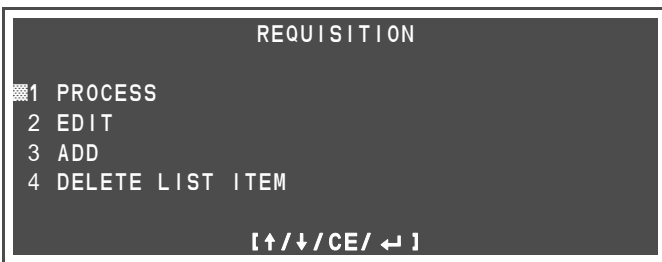 REQUISITION
1 PROCESS
2 EDIT
3 ADD
4 DELETE LIST ITEM
[↑/↓/CE/ ↵ ]